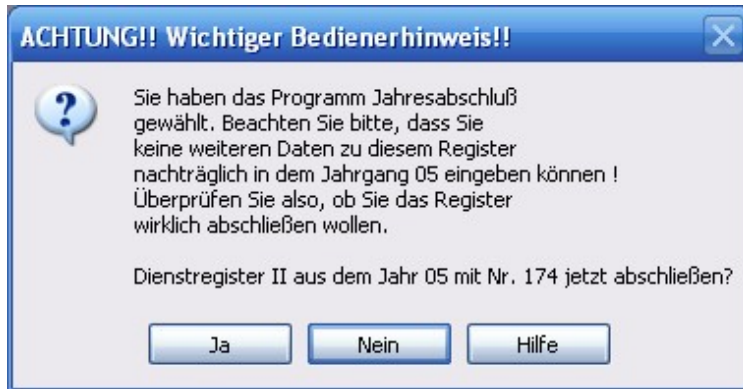 ACHTUNG!! Wichtiger Bedienerhinweis!!
Sie haben das Programm Jahresabschluß
gewählt. Beachten Sie bitte, dass Sie
keine weiteren Daten zu diesem Register
nachträglich in dem Jahrgang 05 eingeben können !
Überprüfen Sie also, ob Sie das Register
wirklich abschließen wollen.
Dienstregister II aus dem Jahr 05 mit Nr. 174 jetzt abschließen?
Ja Nein Hilfe